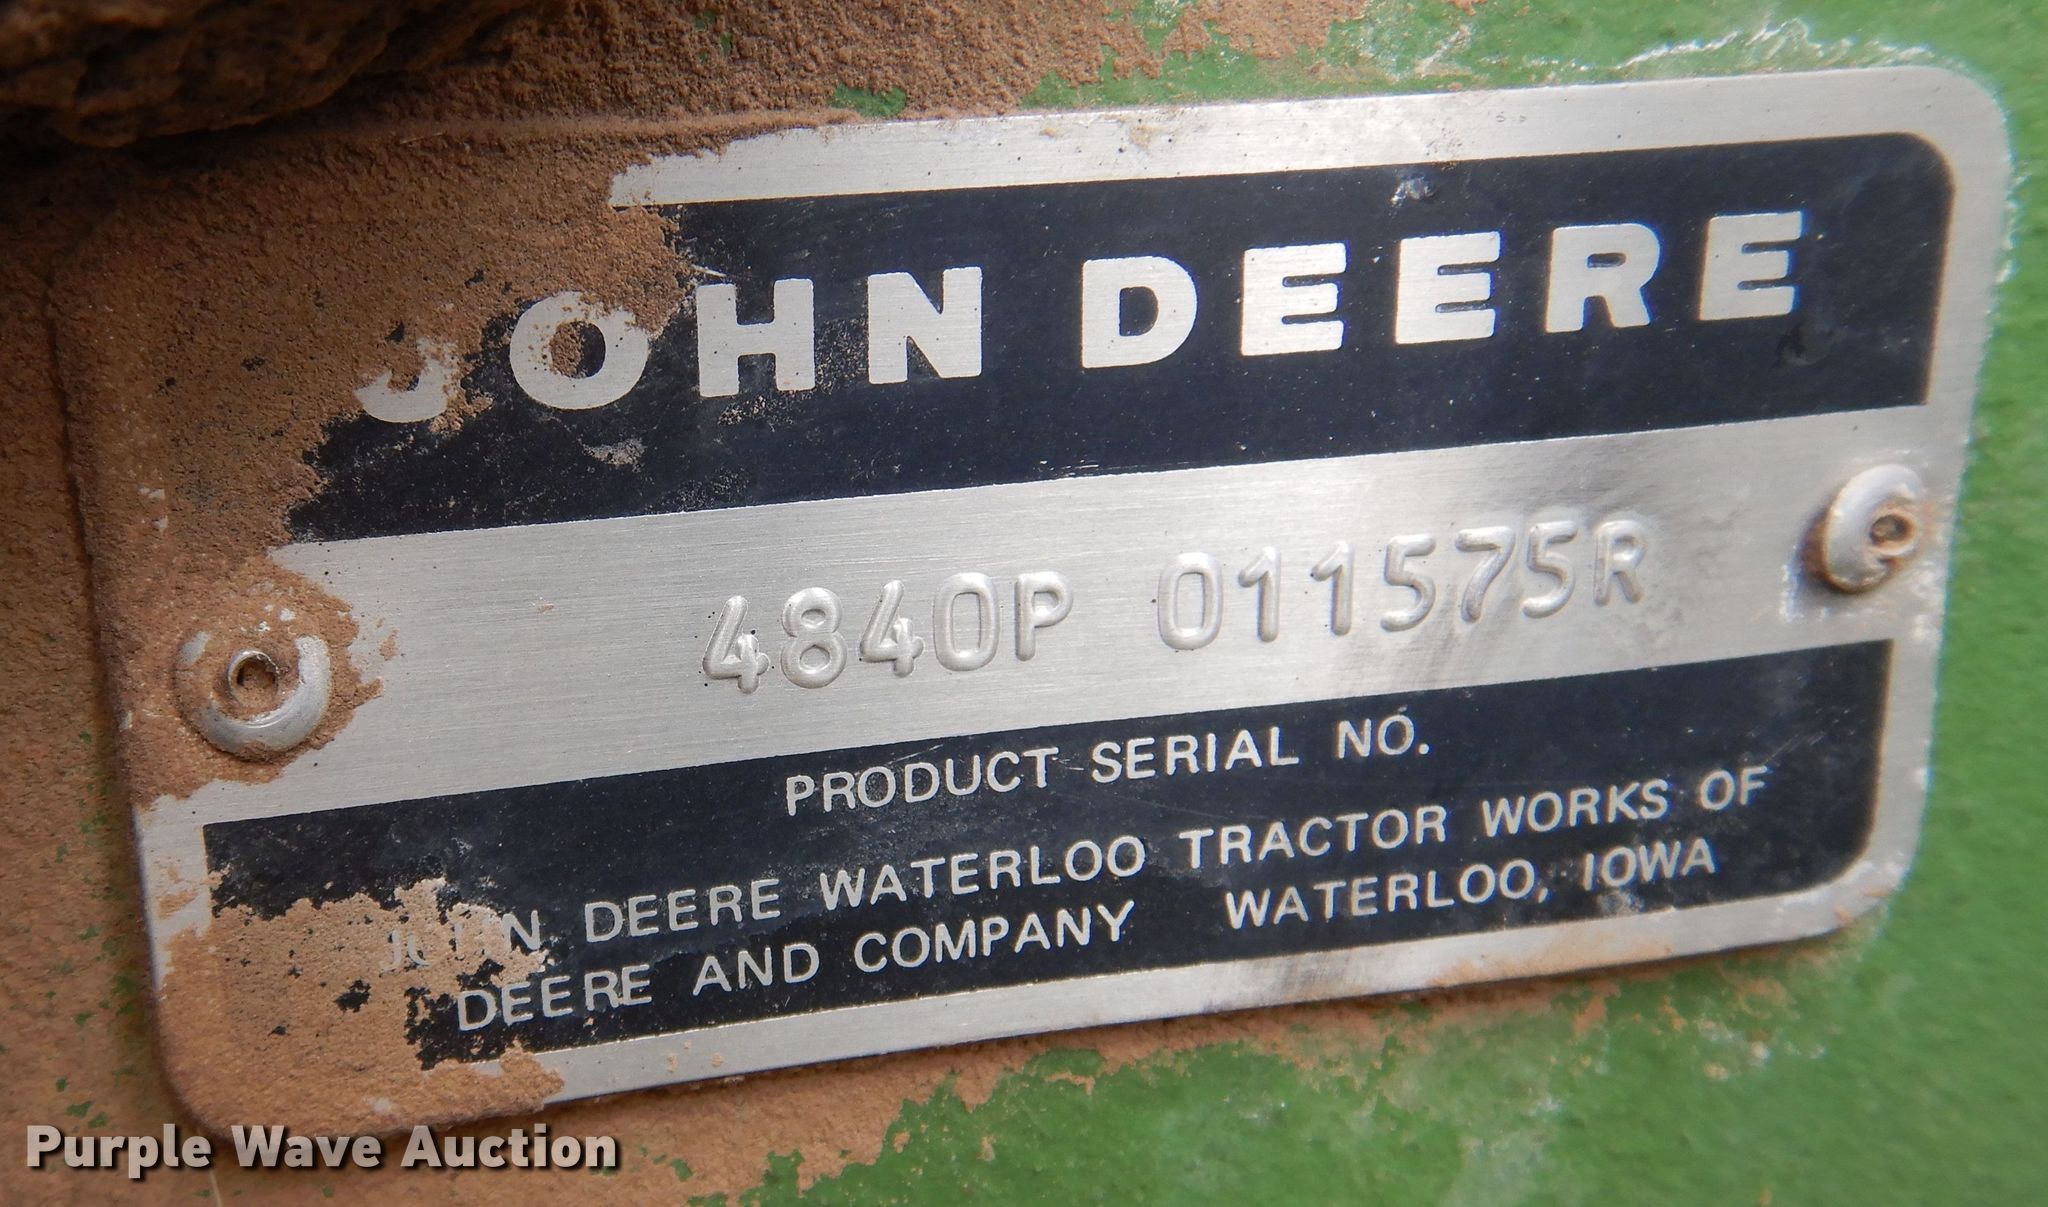 JOHN DEERE
4840P 011575R
PRODUCT SERIAL NO.
JOHN DEERE WATERLOO TRACTOR WORKS OF
DEERE AND COMPANY WATERLOO, IOWA
Purple Wave Auction